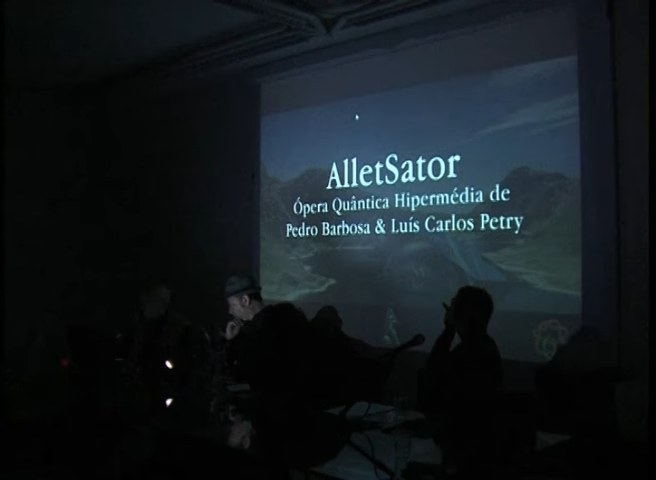 AlletSator
Ópera Quântica Hipermédia de
Pedro Barbosa & Luís Carlos Petry